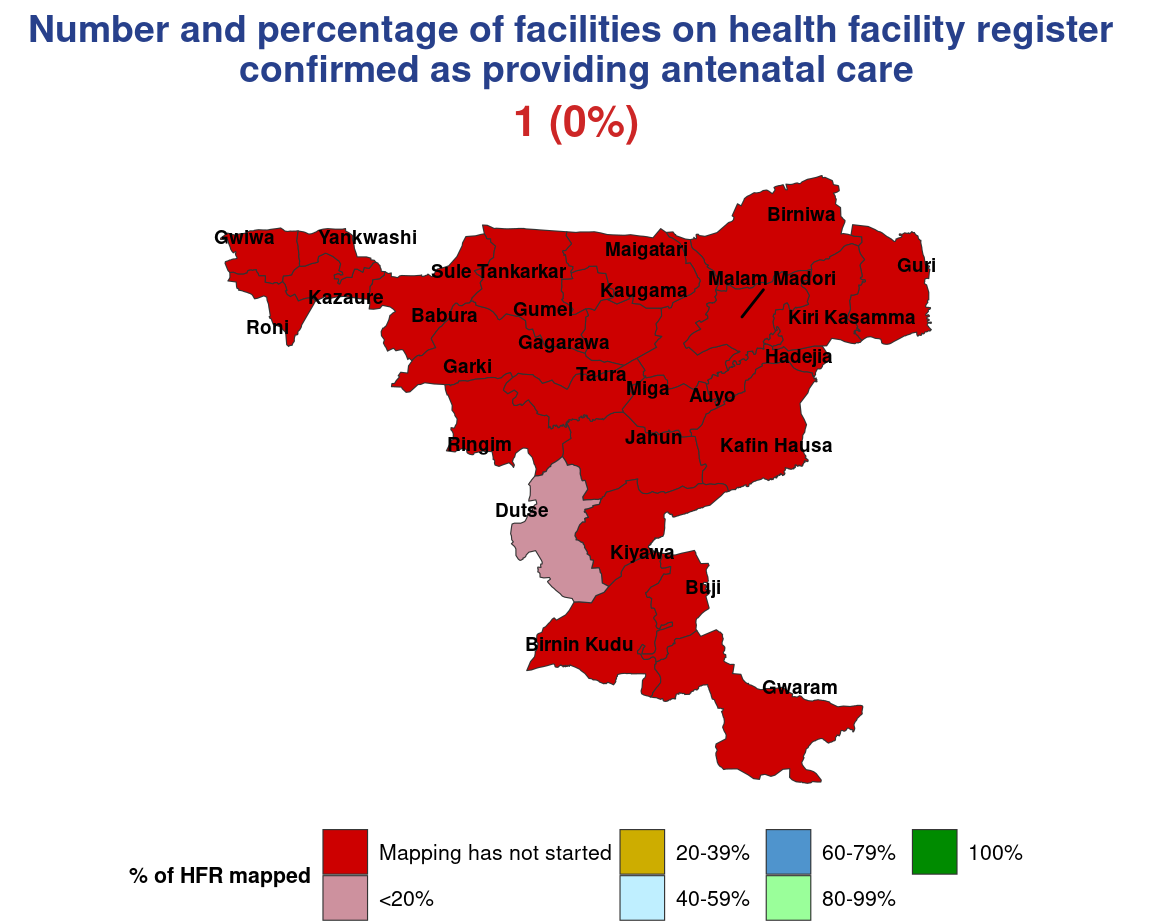 Number and percentage of facilities on health facility register
confirmed as providing antenatal care
1 (0%)
Birniwa
Gwiwa
Yankwashi
Maigatari
Guri
Sule Tankarkar
Malam Madori
Kaugama
Kazaure
Gumel
Babura
Kiri Kasamma
Roni
Gagarawa
Hadejia
Garki
Taura
Miga
Auyo
Jahun
Ringim
Kafin Hausa
Dutse
Kiyawa
Buji
Birnin Kudu
Gwaram
% of HFR mapped
Mapping has not started
<20%
20-39%
40-59%
60-79%
80-99%
100%